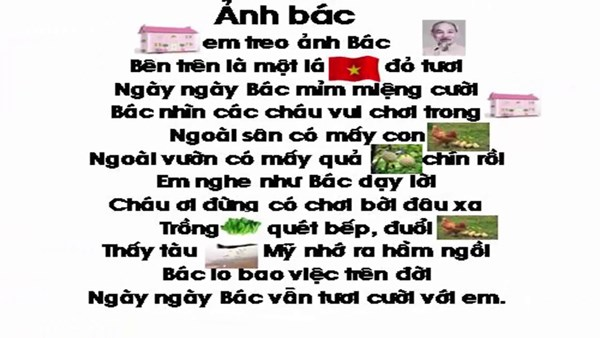 Ảnh bác
em treo ảnh Bác
Bên trên là một lá đỏ tươi
Ngày ngày Bác mỉm miệng cười
Bác nhìn các cháu vui chơi trong
Ngoài sân có mấy con
Ngoài vườn có mấy quả chín rồi
Em nghe như Bác dạy lời
Cháu ơi đừng có chơi bời đâu xa
Trồng quét bếp, đuổi
Thấy tàu Mỹ nhớ ra hầm ngồi
Bác lo bao việc trên đời
Ngày ngày Bác vẫn tươi cười với em.